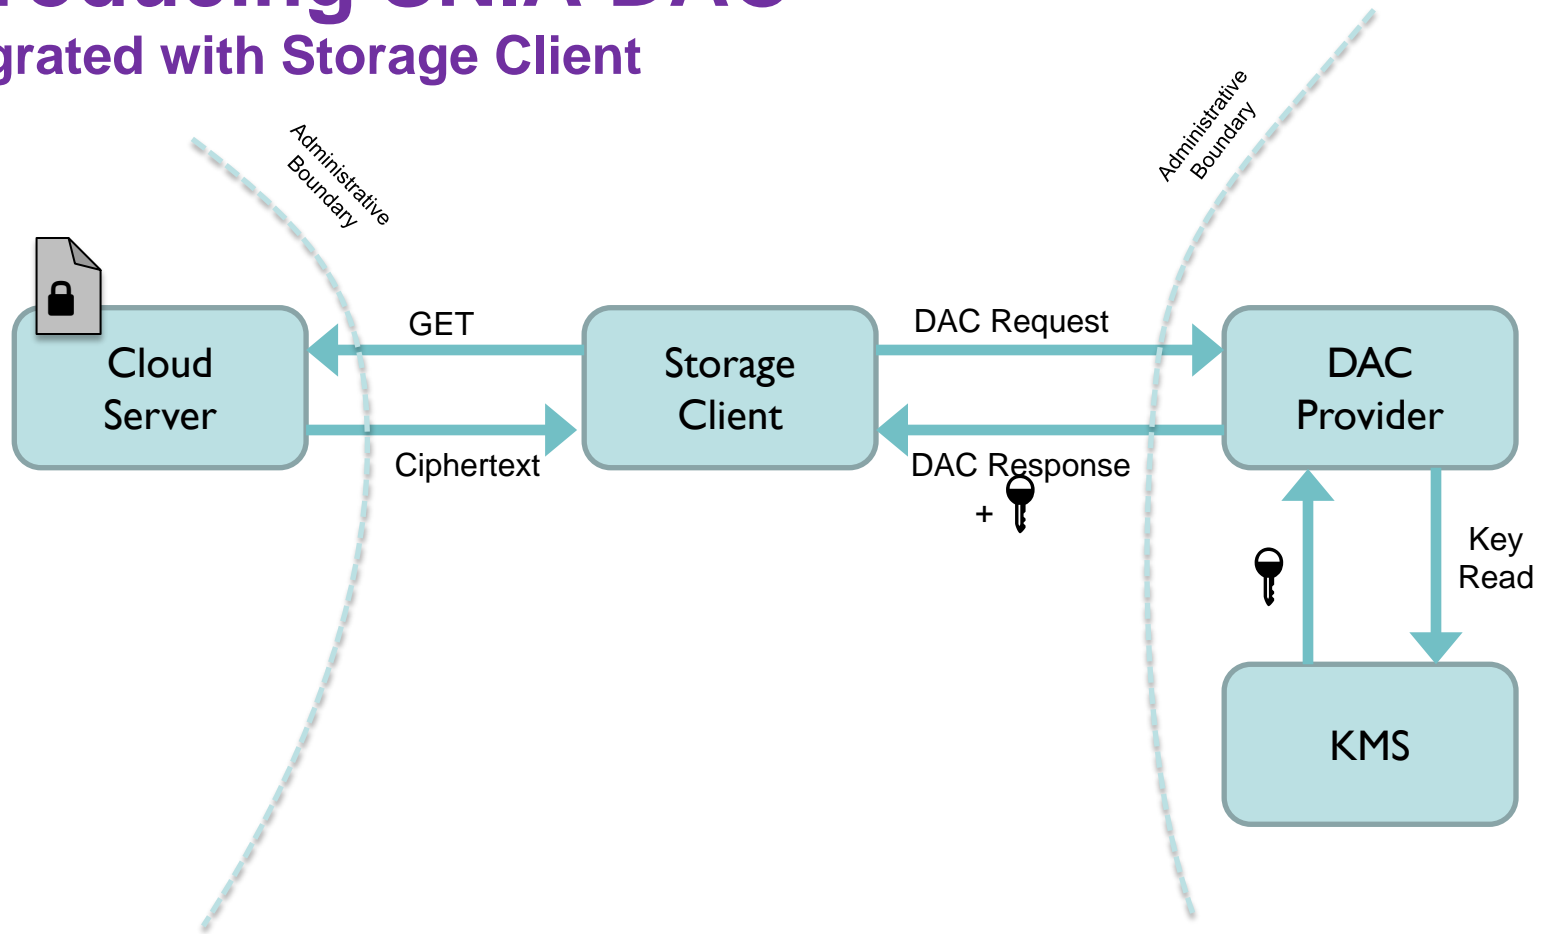 grated with Storage Client
Administrative
Boundary
Administrative
Boundary
Cloud
Server
GET
Ciphertext
Storage
Client
DAC Request
DAC Response
+
DAC
Provider
Key
Read
KMS